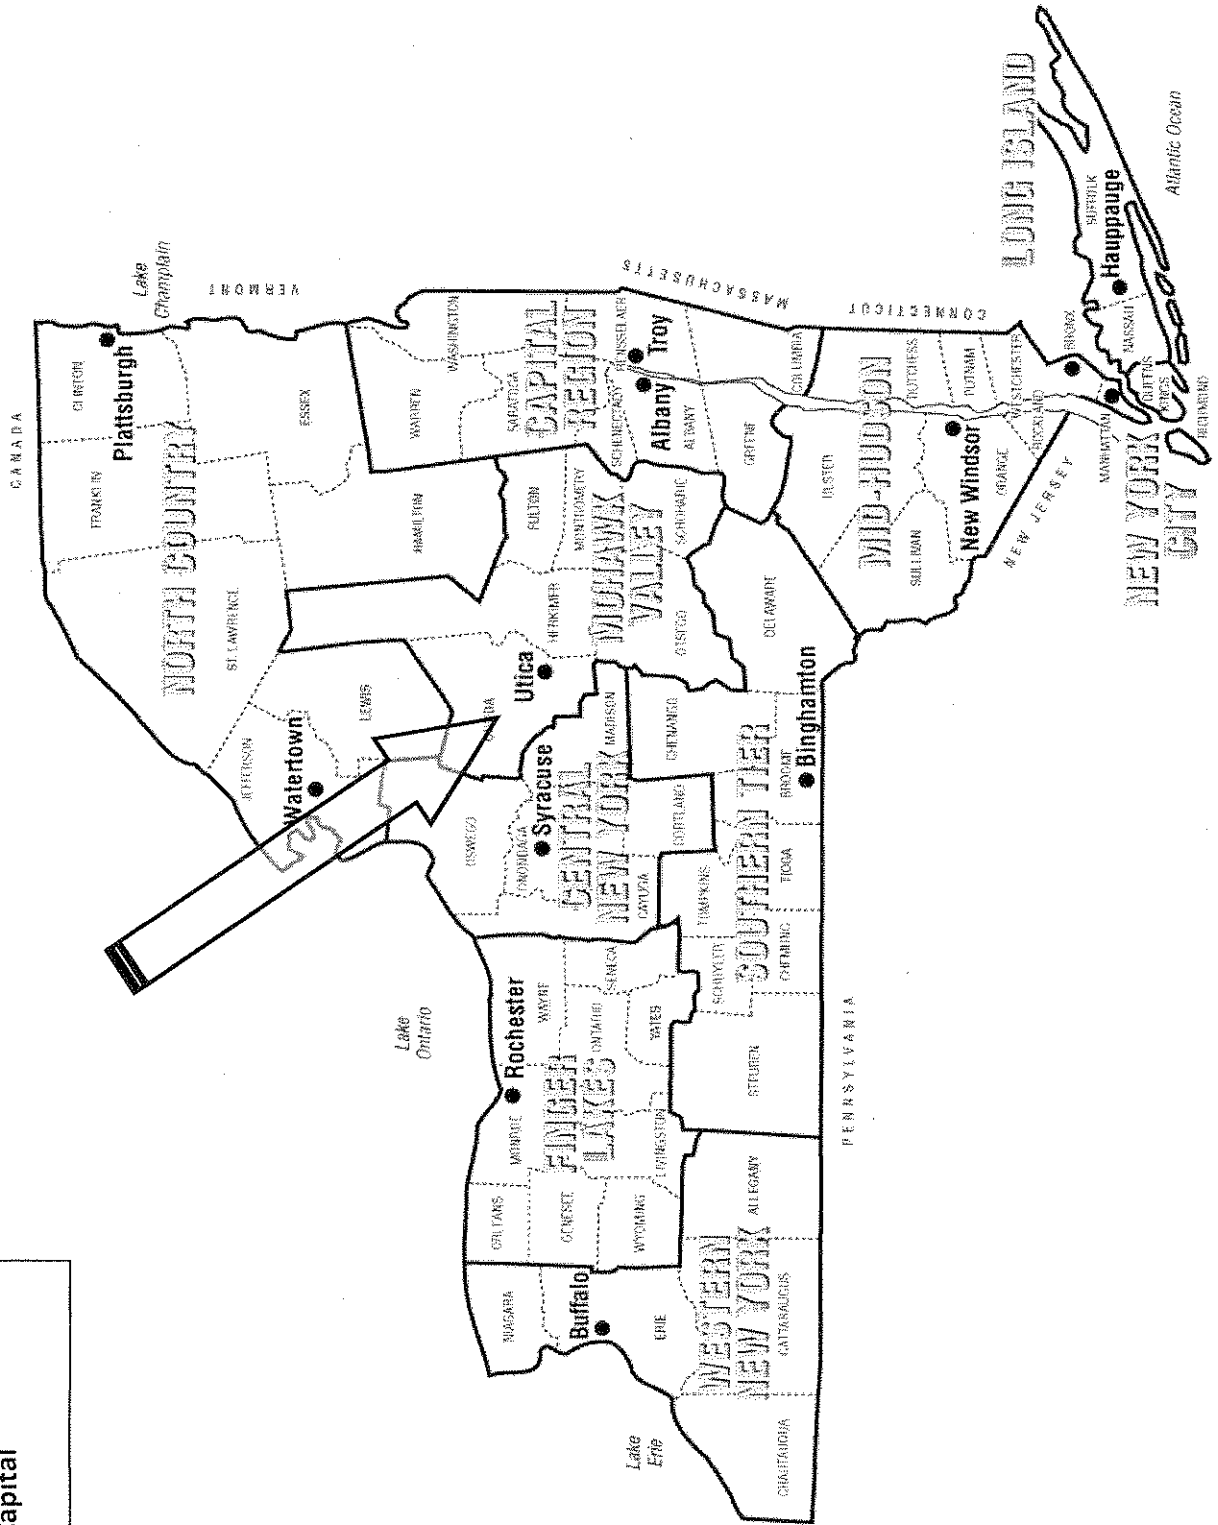 Capital
CANADA
Lake
Champlain
VERMONT
MASSACHUSETTS
CONNECTICUT
NEW JERSEY
PENNSYLVANIA
Atlantic Ocean
Lake
Ontario
Lake
Erie
NORTH COUNTRY
CLINTON
FRANKLIN
ST. LAWRENCE
ESSEX
HAMILTON
JEFFERSON
LEWIS
Plattsburgh
Watertown
CAPITAL
REGION
WARREN
WASHINGTON
SARATOGA
SCHENECTADY
RENSSELAER
ALBANY
GREENE
COLUMBIA
Albany
Troy
MOHAWK
VALLEY
FULTON
MONTGOMERY
HERKIMER
SCHOHARIE
OTSEGO
Utica
CENTRAL
NEW YORK
OSWEGO
ONONDAGA
MADISON
CAYUGA
CORTLAND
Syracuse
FINGER
LAKES
ORLEANS
MONROE
WAYNE
GENESEE
ONTARIO
SENECA
YATES
LIVINGSTON
WYOMING
Rochester
WESTERN
NEW YORK
NIAGARA
ERIE
CHAUTAUQUA
CATTARAUGUS
ALLEGANY
Buffalo
SOUTHERN TIER
STEUBEN
SCHUYLER
CHEMUNG
TOMPKINS
TIOGA
BROOME
CHENANGO
DELAWARE
Binghamton
MID-HUDSON
ULSTER
SULLIVAN
DUTCHESS
PUTNAM
ORANGE
WESTCHESTER
ROCKLAND
New Windsor
NEW YORK
CITY
BRONX
MANHATTAN
QUEENS
KINGS
RICHMOND
LONG ISLAND
NASSAU
SUFFOLK
Hauppauge